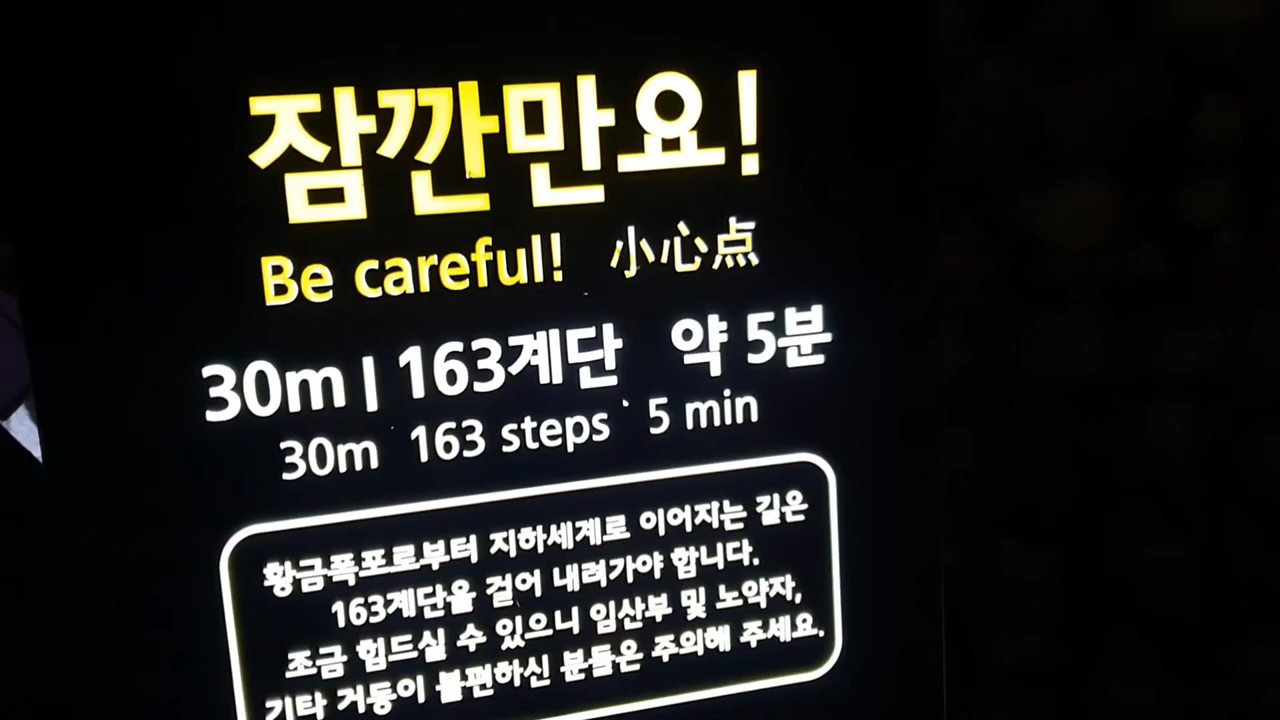 잠깐만요!
Be careful! 小心点
30m | 163계단 약 5분
30m 163 steps 5 min
황금폭포로부터 지하세계로 이어지는 길은
163계단을 걸어 내려가야 합니다.
조금 힘드실 수 있으니 임산부 및 노약자,
기타 거동이 불편하신 분들은 주의해 주세요.